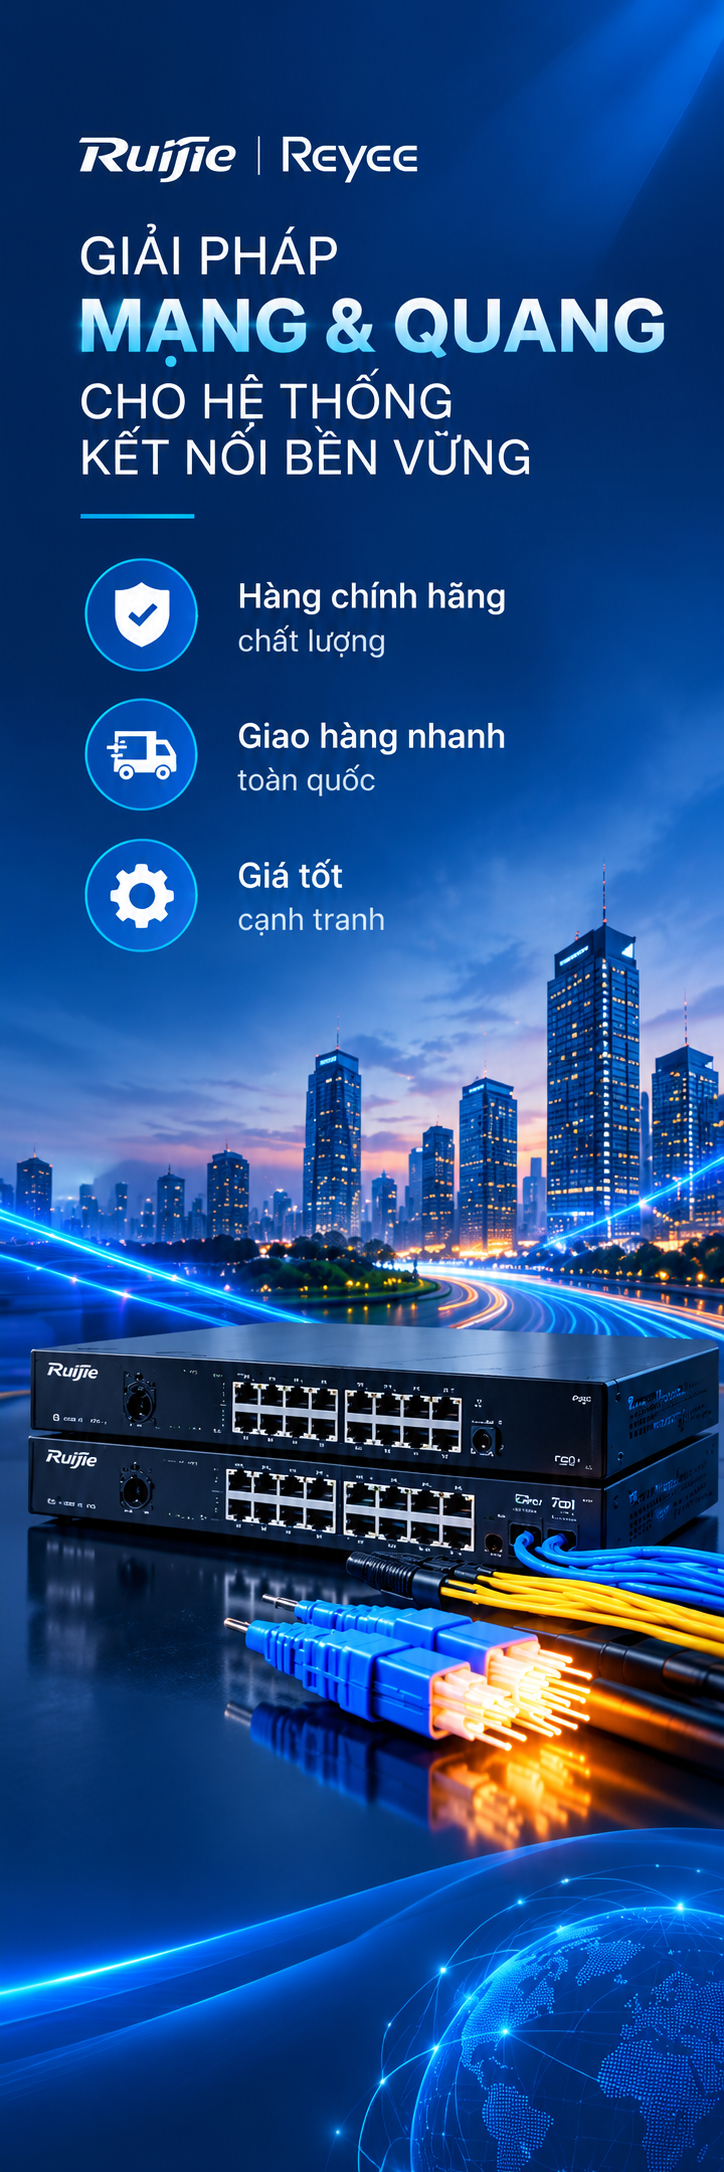 Ruijie | Reyee
GIẢI PHÁP
MẠNG & QUANG
CHO HỆ THỐNG
KẾT NỐI BỀN VỮNG
Hàng chính hãng
chất lượng
Giao hàng nhanh
toàn quốc
Giá tốt
cạnh tranh
Ruijie
Ruijie